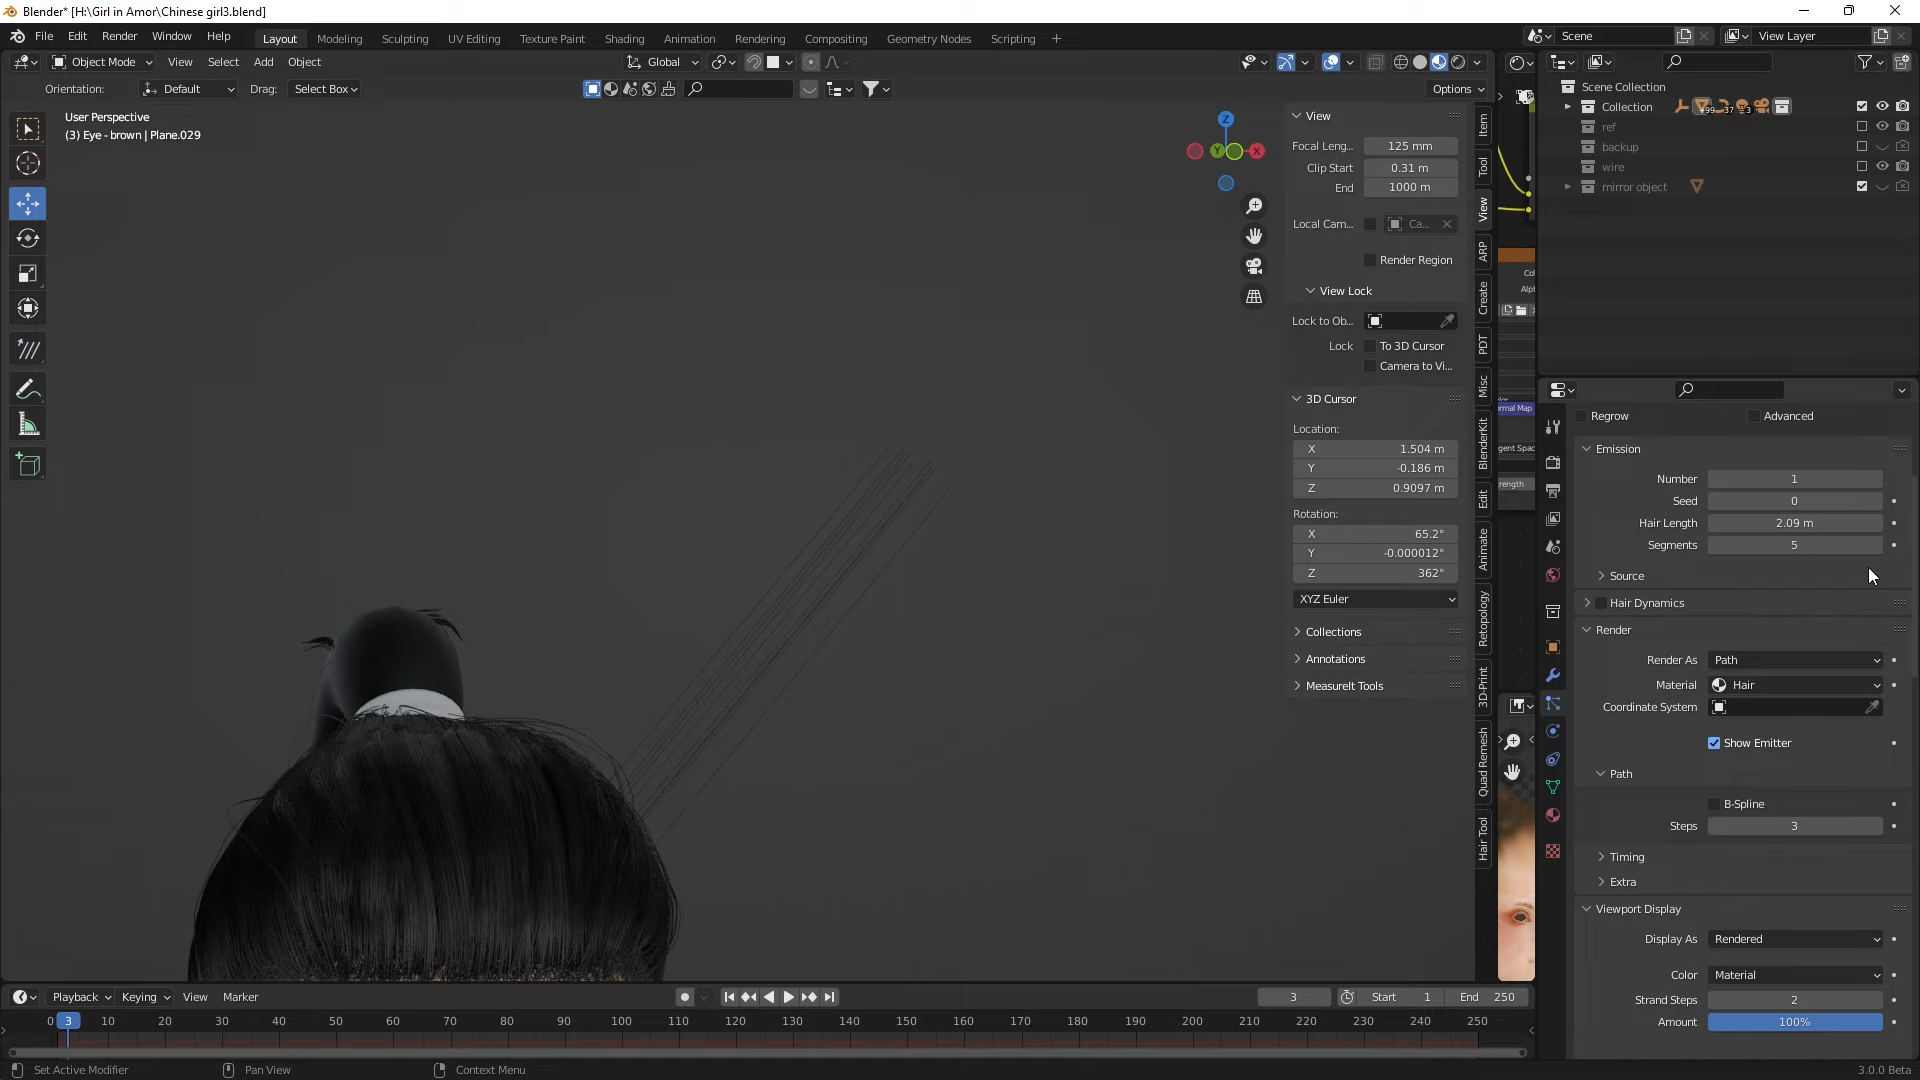 Blender* [H:\Girl in Amor\Chinese girl3.blend]
File Edit Render Window Help
Layout Modeling Sculpting UV Editing Texture Paint Shading Animation Rendering Compositing Geometry Nodes Scripting +
Scene
View Layer
Object Mode View Select Add Object
Global
Orientation: Default Drag: Select Box
Options
User Perspective
(3) Eye - brown | Plane.029
Z
Y
X
View
Focal Leng... 125 mm
Clip Start 0.31 m
End 1000 m
Local Cam... Ca...
Render Region
View Lock
Lock to Ob...
Lock To 3D Cursor
Camera to Vi...
3D Cursor
Location:
X 1.504 m
Y -0.186 m
Z 0.9097 m
Rotation:
X 65.2°
Y -0.000012°
Z 362°
XYZ Euler
Collections
Annotations
MeasureIt Tools
Item
Tool
View
ARP
Create
PDT
Misc
BlenderKit
Edit
Animate
Retopology
3D-Print
Quad Remesh
Hair Tool
Col
Alph
ormal Map
gent Spac
rength
Scene Collection
Collection
ref
backup
wire
mirror object
Regrow Advanced
Emission
Number 1
Seed 0
Hair Length 2.09 m
Segments 5
Source
Hair Dynamics
Render
Render As Path
Material Hair
Coordinate System
Show Emitter
Path
B-Spline
Steps 3
Timing
Extra
Viewport Display
Display As Rendered
Color Material
Strand Steps 2
Amount 100%
Playback Keying View Marker
3 Start 1 End 250
0 3 10 20 30 40 50 60 70 80 90 100 110 120 130 140 150 160 170 180 190 200 210 220 230 240 250
Set Active Modifier Pan View Context Menu
3.0.0 Beta